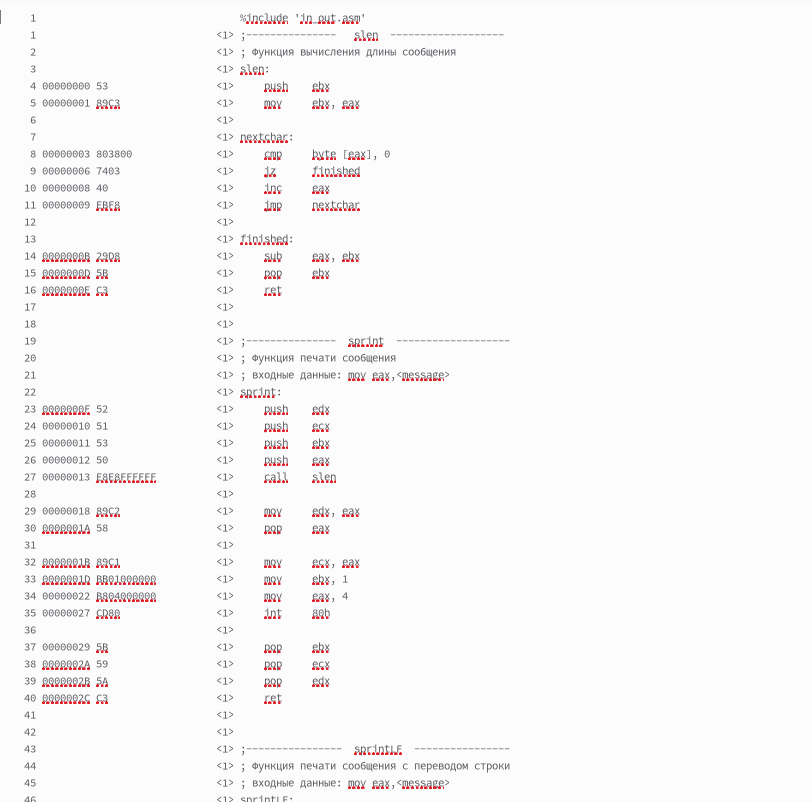 1 %include 'in_out.asm'
1 <1> ;--------------- slen -------------------
2 <1> ; Функция вычисления длины сообщения
3 <1> slen:
4 00000000 53 <1> push ebx
5 00000001 89C3 <1> mov ebx, eax
6 <1>
7 <1> nextchar:
8 00000003 803800 <1> cmp byte [eax], 0
9 00000006 7403 <1> jz finished
10 00000008 40 <1> inc eax
11 00000009 EBF8 <1> jmp nextchar
12 <1>
13 <1> finished:
14 0000000B 29D8 <1> sub eax, ebx
15 0000000D 5B <1> pop ebx
16 0000000E C3 <1> ret
17 <1>
18 <1>
19 <1> ;--------------- sprint -------------------
20 <1> ; Функция печати сообщения
21 <1> ; входные данные: mov eax,<message>
22 <1> sprint:
23 0000000F 52 <1> push edx
24 00000010 51 <1> push ecx
25 00000011 53 <1> push ebx
26 00000012 50 <1> push eax
27 00000013 E8E8FFFFFF <1> call slen
28 <1>
29 00000018 89C2 <1> mov edx, eax
30 0000001A 58 <1> pop eax
31 <1>
32 0000001B 89C1 <1> mov ecx, eax
33 0000001D BB01000000 <1> mov ebx, 1
34 00000022 B804000000 <1> mov eax, 4
35 00000027 CD80 <1> int 80h
36 <1>
37 00000029 5B <1> pop ebx
38 0000002A 59 <1> pop ecx
39 0000002B 5A <1> pop edx
40 0000002C C3 <1> ret
41 <1>
42 <1>
43 <1> ;---------------- sprintLF ----------------
44 <1> ; Функция печати сообщения с переводом строки
45 <1> ; входные данные: mov eax,<message>
46 <1> sprintLF: